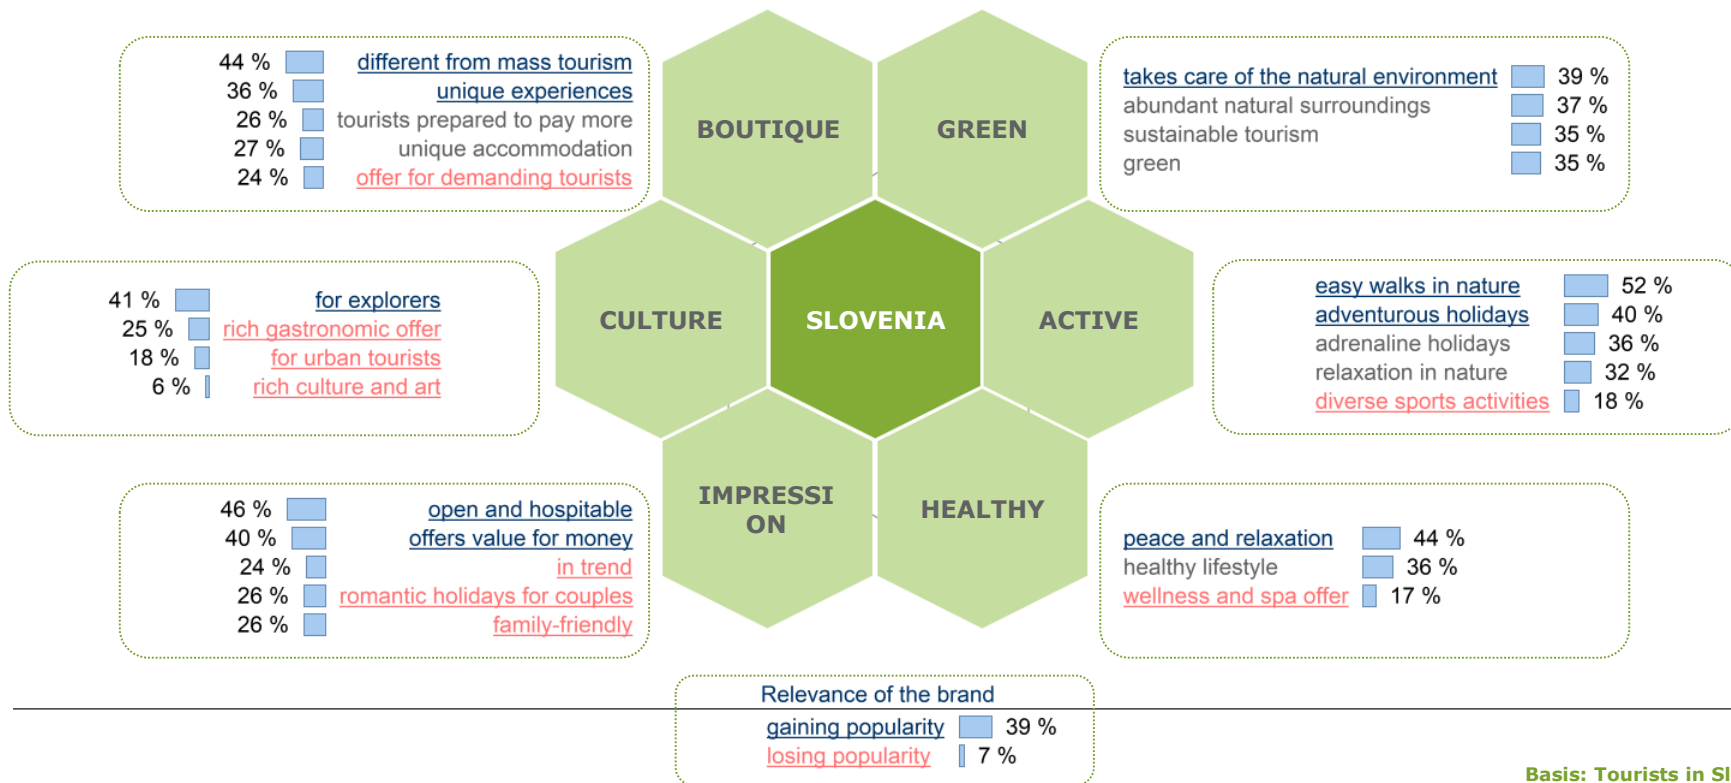 44 % different from mass tourism
36 % unique experiences
26 % tourists prepared to pay more
27 % unique accommodation
24 % offer for demanding tourists
BOUTIQUE
GREEN
takes care of the natural environment 39 %
abundant natural surroundings 37 %
sustainable tourism 35 %
green 35 %
41 % for explorers
25 % rich gastronomic offer
18 % for urban tourists
6 % rich culture and art
CULTURE
SLOVENIA
ACTIVE
easy walks in nature 52 %
adventurous holidays 40 %
adrenaline holidays 36 %
relaxation in nature 32 %
diverse sports activities 18 %
46 % open and hospitable
40 % offers value for money
24 % in trend
26 % romantic holidays for couples
26 % family-friendly
IMPRESSI
ON
HEALTHY
peace and relaxation 44 %
healthy lifestyle 36 %
wellness and spa offer 17 %
Relevance of the brand
gaining popularity 39 %
losing popularity 7 %
Basis: Tourists in Sl